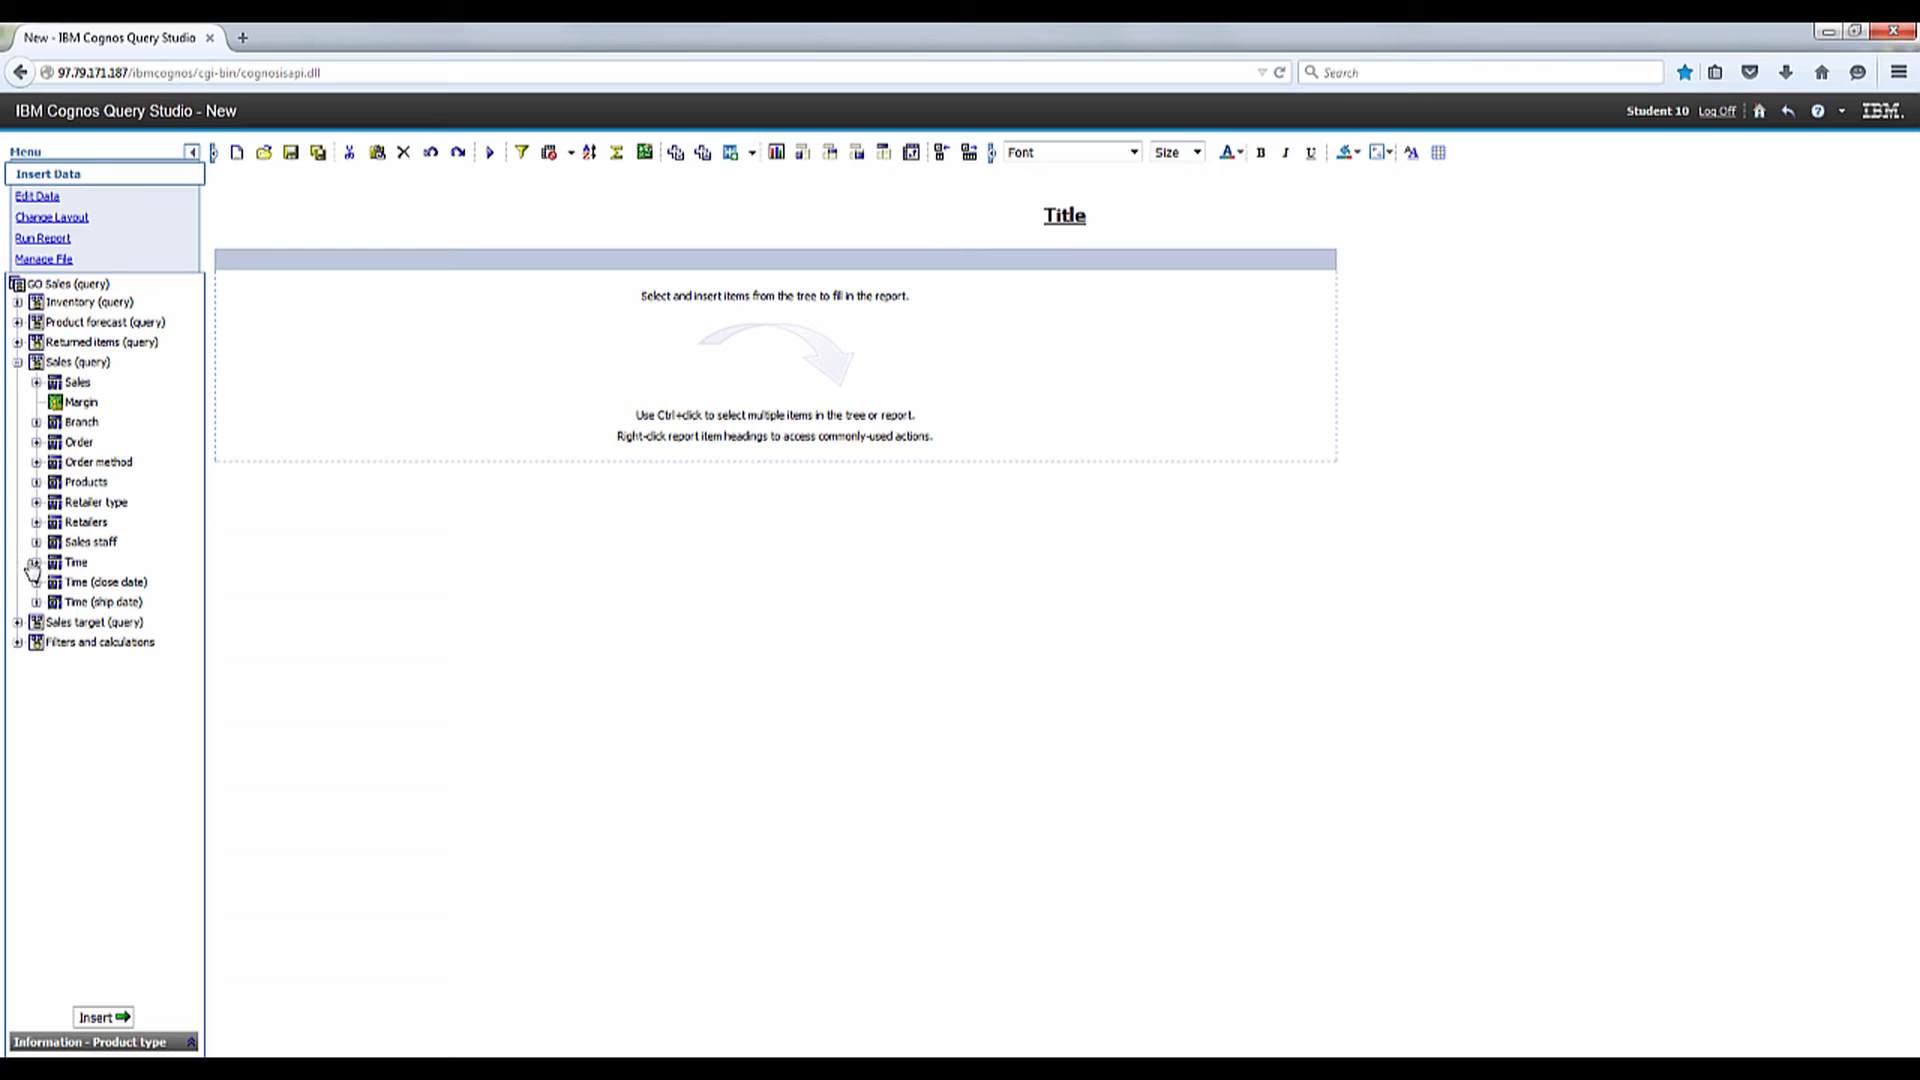 New - IBM Cognos Query Studio
97.79.171.187/ibmcognos/cgi-bin/cognosisapi.dll
Search
IBM Cognos Query Studio - New
Student 10 Log Off
IBM.
Menu
Font
Size
B I U
Insert Data
Edit Data
Change Layout
Run Report
Manage File
Title
GO Sales (query)
Inventory (query)
Product forecast (query)
Returned items (query)
Sales (query)
Sales
Margin
Branch
Order
Order method
Products
Retailer type
Retailers
Sales staff
Time
Time (close date)
Time (ship date)
Sales target (query)
Filters and calculations
Select and insert items from the tree to fill in the report.
Use Ctrl+click to select multiple items in the tree or report.
Right-click report item headings to access commonly-used actions.
Insert
Information - Product type